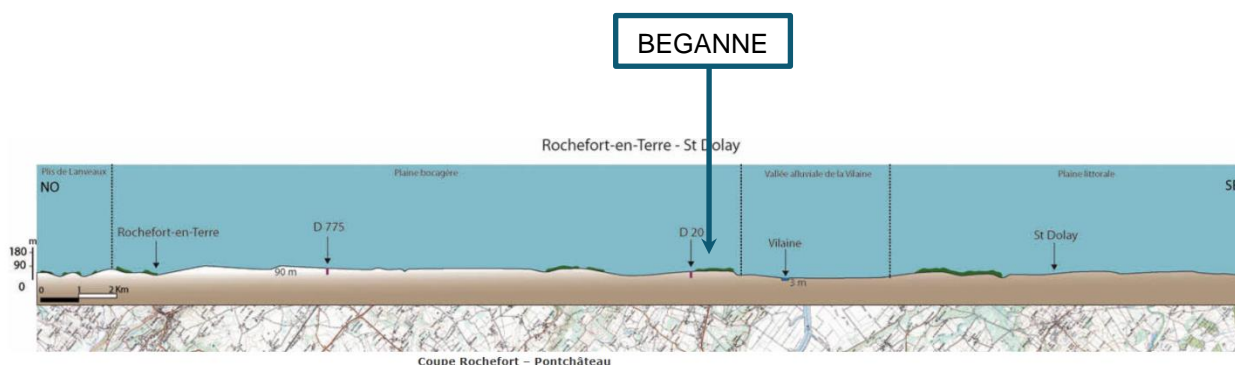 BEGANNE
Rochefort-en-Terre - St Dolay
Plis de Lanveaux
Plaine bocagère
Vallée alluviale de la Vilaine
Plaine littorale
NO
Rochefort-en-Terre
D 775
D 20
Vilaine
St Dolay
m
180
90
0
90 m
3 m
0 1 2 Km
Coupe Rochefort – Pontchâteau